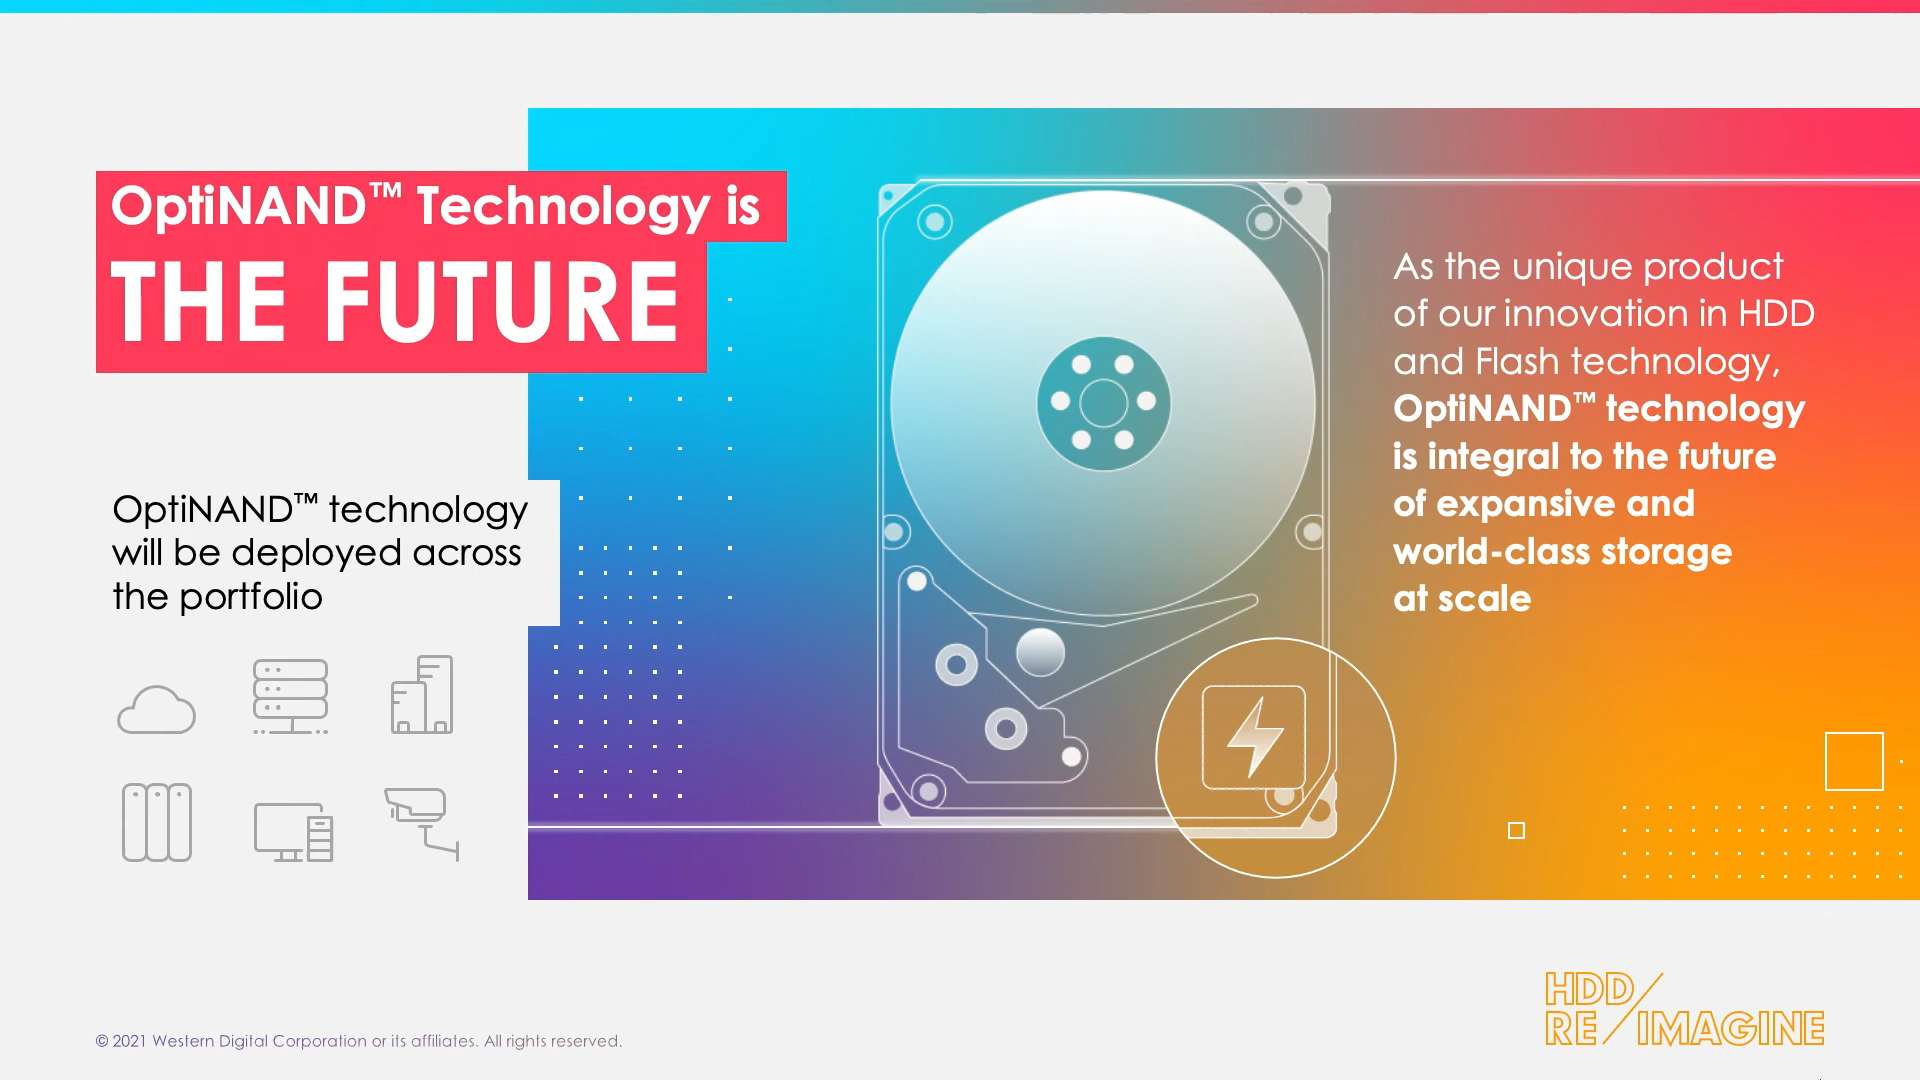 OptiNAND™ Technology is
THE FUTURE
OptiNAND™ technology
will be deployed across
the portfolio
As the unique product
of our innovation in HDD
and Flash technology,
OptiNAND™ technology
is integral to the future
of expansive and
world-class storage
at scale
© 2021 Western Digital Corporation or its affiliates. All rights reserved.
HDD/
RE/IMAGINE